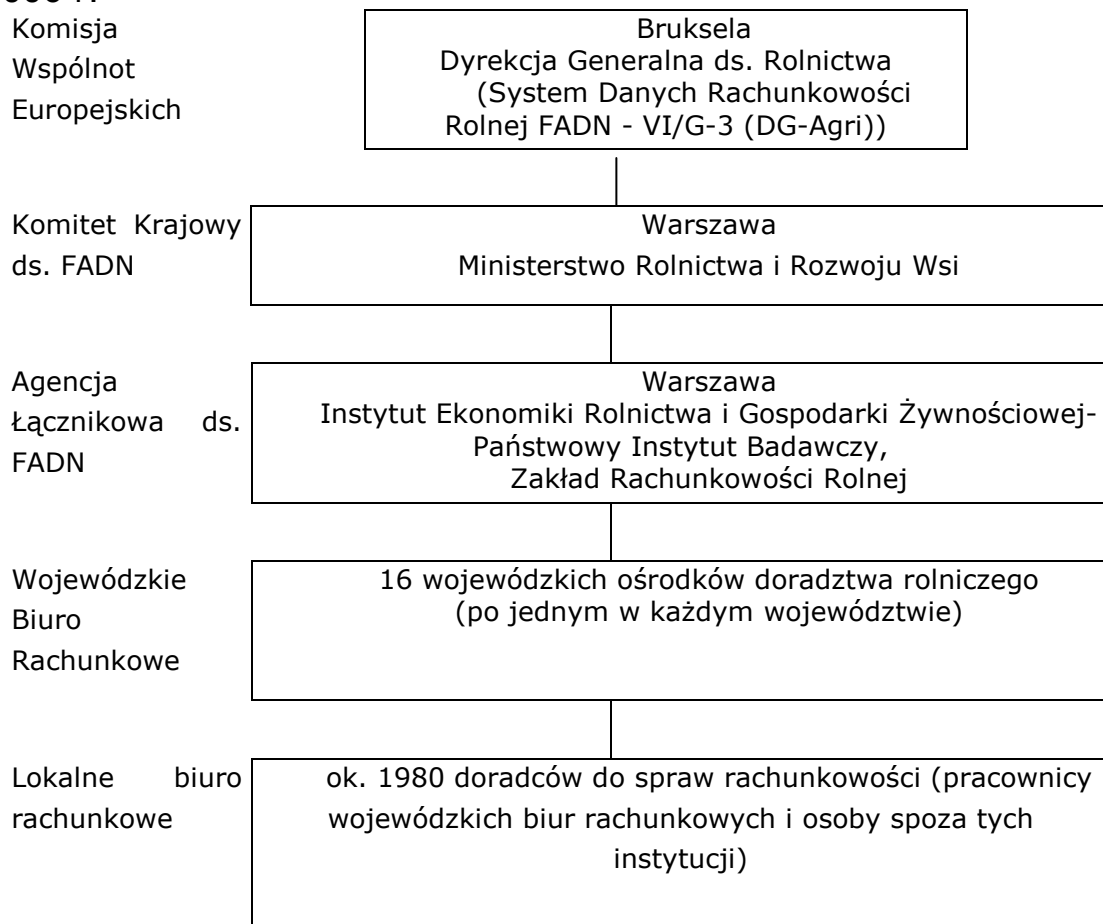 Komisja
Wspólnot
Europejskich
Bruksela
Dyrekcja Generalna ds. Rolnictwa
(System Danych Rachunkowości
Rolnej FADN - VI/G-3 (DG-Agri))
Komitet Krajowy
ds. FADN
Warszawa
Ministerstwo Rolnictwa i Rozwoju Wsi
Agencja
Łącznikowa ds.
FADN
Warszawa
Instytut Ekonomiki Rolnictwa i Gospodarki Żywnościowej-
Państwowy Instytut Badawczy,
Zakład Rachunkowości Rolnej
Wojewódzkie
Biuro
Rachunkowe
16 wojewódzkich ośrodków doradztwa rolniczego
(po jednym w każdym województwie)
Lokalne biuro
rachunkowe
ok. 1980 doradców do spraw rachunkowości (pracownicy
wojewódzkich biur rachunkowych i osoby spoza tych
instytucji)